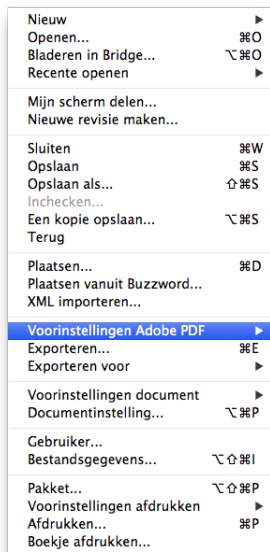 Nieuw ▶
Openen... ⌘O
Bladeren in Bridge... ⌥⌘O
Recente openen ▶
Mijn scherm delen...
Nieuwe revisie maken...
Sluiten ⌘W
Opslaan ⌘S
Opslaan als... ⇧⌘S
Inchecken...
Een kopie opslaan... ⌥⌘S
Terug
Plaatsen... ⌘D
Plaatsen vanuit Buzzword...
XML importeren...
Voorinstellingen Adobe PDF ▶
Exporteren... ⌘E
Exporteren voor ▶
Voorinstellingen document ▶
Documentinstelling... ⌥⌘P
Gebruiker...
Bestandsgegevens... ⌥⇧⌘I
Pakket... ⌥⇧⌘P
Voorinstellingen afdrukken ▶
Afdrukken... ⌘P
Boekje afdrukken...